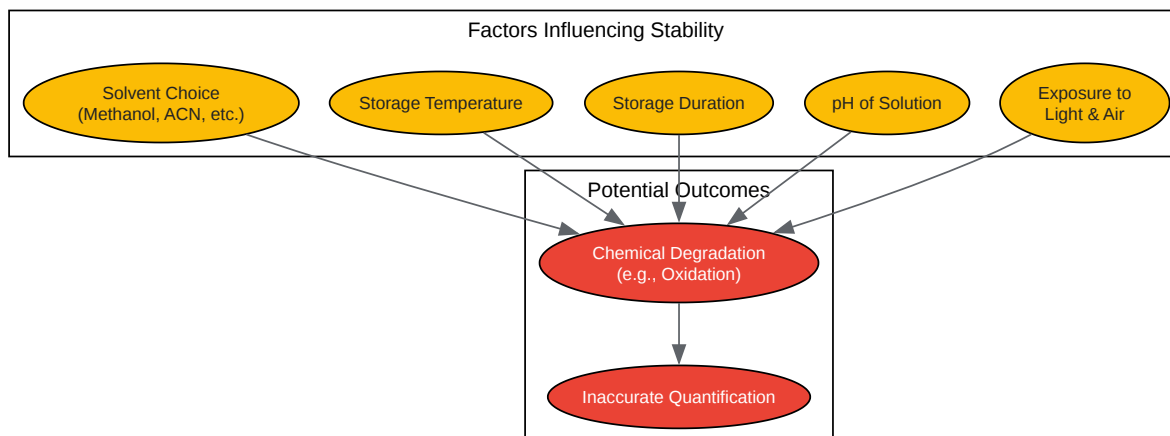 Factors Influencing Stability
Solvent Choice
(Methanol, ACN, etc.)
Storage Temperature
Storage Duration
pH of Solution
Exposure to
Light & Air
Potential Outcomes
Chemical Degradation
(e.g., Oxidation)
Inaccurate Quantification